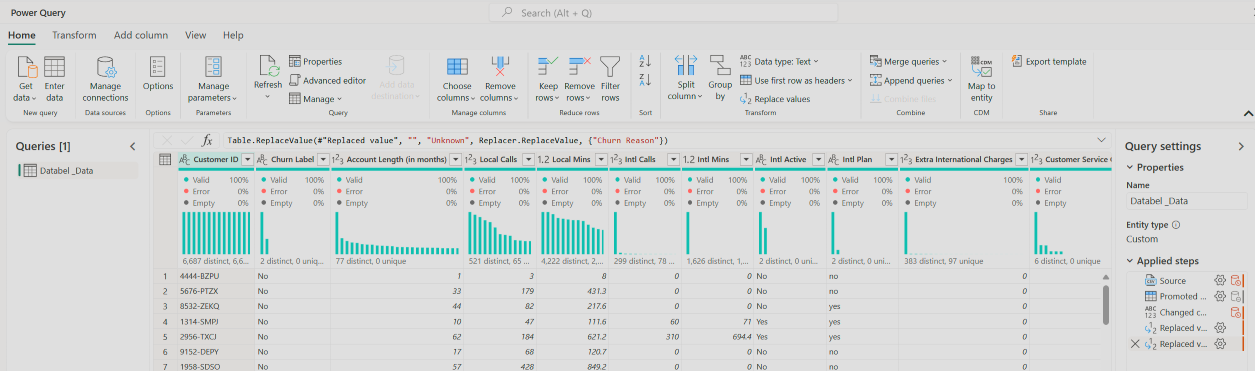 Power Query
Search (Alt + Q)
Home Transform Add column View Help
Get data
Enter data
New query
Manage connections
Data sources
Options
Options
Manage parameters
Parameters
Refresh
Properties
Advanced editor
Manage
Add data destination
Query
Choose columns
Remove columns
Manage columns
Keep rows
Remove rows
Filter rows
Reduce rows
Sort
Split column
Group by
Data type: Text
Use first row as headers
Replace values
Transform
Merge queries
Append queries
Combine files
Combine
CDM
Map to entity
CDM
Export template
Queries [1]
Databel _Data
fx Table.ReplaceValue(#"Replaced value", "", "Unknown", Replacer.ReplaceValue, {"Churn Reason"})
Customer ID Churn Label Account Length (in months) Local Calls Local Mins Intl Calls Intl Mins Intl Active Intl Plan Extra International Charges Customer Service
Valid 100% Valid 100% Valid 100% Valid 100% Valid 100% Valid 100% Valid 100% Valid 100% Valid 100% Valid 100% Valid
Error 0% Error 0% Error 0% Error 0% Error 0% Error 0% Error 0% Error 0% Error 0% Error 0% Error
Empty 0% Empty 0% Empty 0% Empty 0% Empty 0% Empty 0% Empty 0% Empty 0% Empty 0% Empty 0% Empty
6,687 distinct, 6,6... 2 distinct, 0 uniq... 77 distinct, 0 unique 521 distinct, 65 ... 4,222 distinct, 2,... 299 distinct, 78 ... 1,626 distinct, 1,... 2 distinct, 0 uni... 2 distinct, 0 uni... 383 distinct, 97 unique 6 distinct, 0 unique
1 4444-BZPU No 1 3 8 0 0 No no 0
2 5676-PTZX No 33 179 431.3 0 0 No no 0
3 8532-ZEKQ No 44 82 217.6 0 0 No yes 0
4 1314-SMPJ No 10 47 111.6 60 71 Yes yes 0
5 2956-TXCJ No 62 184 621.2 310 694.4 Yes yes 0
6 9152-DEPY No 17 68 120.7 0 0 No no 0
7 1958-SDSO No 57 428 849.2 0 0 No no 0
Query settings
Properties
Name
Databel _Data
Entity type
Custom
Applied steps
Source
Promoted ...
Changed c...
Replaced v...
Replaced v...